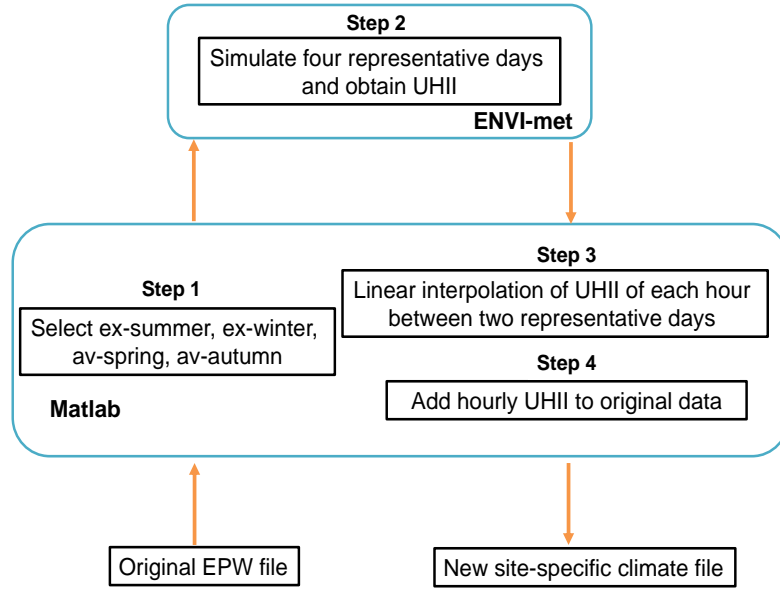 Step 2
Simulate four representative days
and obtain UHII
ENVI-met
Step 1
Select ex-summer, ex-winter,
av-spring, av-autumn
Matlab
Step 3
Linear interpolation of UHII of each hour
between two representative days
Step 4
Add hourly UHII to original data
Original EPW file
New site-specific climate file